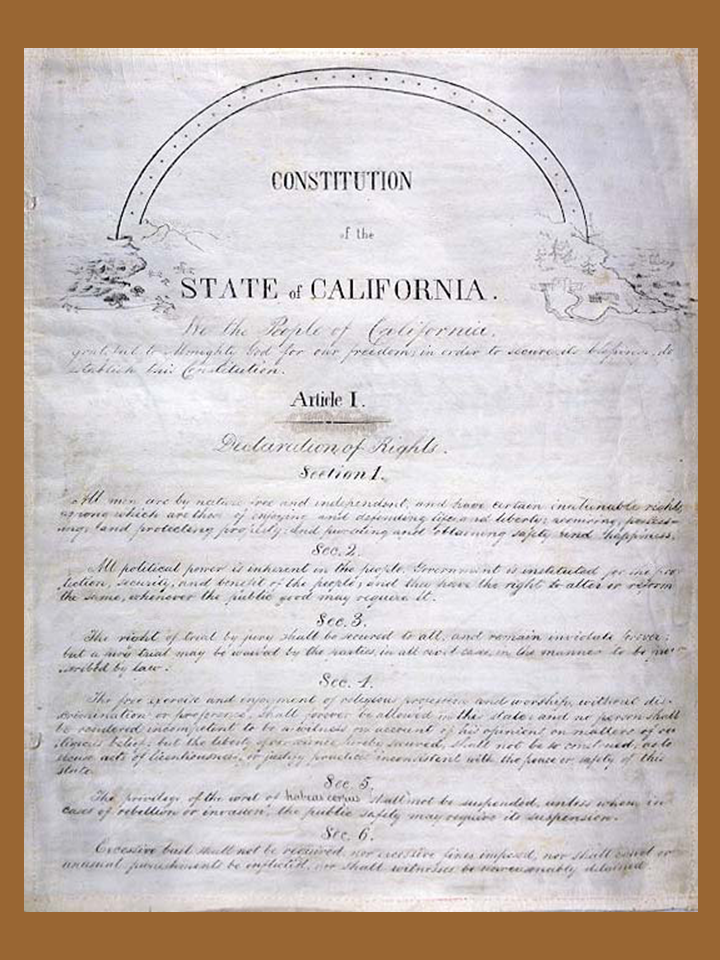 CONSTITUTION
of the
STATE of CALIFORNIA.
We the People of California,
grateful to Almighty God for our freedom, in order to secure its blessings, do
establish this Constitution.
Article I.
Declaration of Rights.
Section 1.
All men are by nature free and independent, and have certain inalienable rights,
among which are those of enjoying and defending life and liberty, acquiring, possess-
ing, and protecting property; and pursuing and obtaining safety and happiness.
Sec. 2.
All political power is inherent in the people. Government is instituted for the pro-
tection, security, and benefit of the people; and they have the right to alter or reform
the same, whenever the public good may require it.
Sec. 3.
The right of trial by jury shall be secured to all, and remain inviolate forever;
but a jury trial may be waived by the parties, in all civil cases, in the manner to be pre-
scribed by law.
Sec. 4.
The free exercise and enjoyment of religious profession and worship, without dis-
crimination or preference, shall forever be allowed in this state; and no person shall
be rendered incompetent to be a witness on account of his opinions on matters of re-
ligious belief; but the liberty of conscience hereby secured, shall not be so construed, as to
excuse acts of licentiousness, or justify practices inconsistent with the peace or safety of this
state.
Sec. 5.
The privilege of the writ of habeas corpus shall not be suspended, unless when, in
cases of rebellion or invasion, the public safety may require its suspension.
Sec. 6.
Excessive bail shall not be required, nor excessive fines imposed, nor shall cruel or
unusual punishments be inflicted, nor shall witnesses be unreasonably detained.